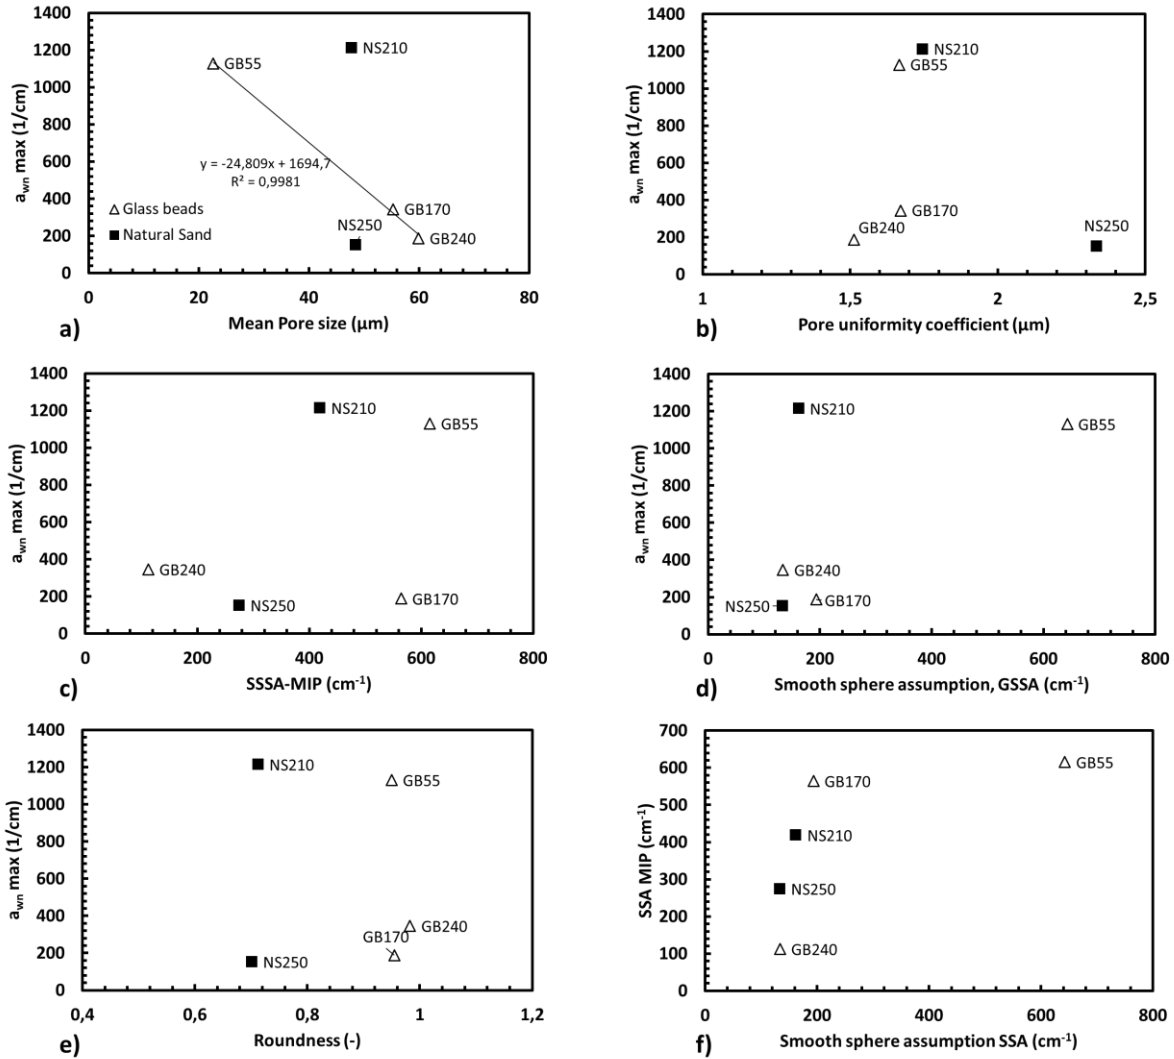 1400
1200
1000
800
600
400
200
0
a_wn max (1/cm)
GB55
NS210
y = -24,809x + 1694,7
R² = 0,9981
△ Glass beads
■ Natural Sand
GB170
NS250
GB240
0 20 40 60 80
Mean Pore size (µm)
a)
1400
1200
1000
800
600
400
200
0
a_wn max (1/cm)
NS210
GB55
GB170
GB240
NS250
1 1,5 2 2,5
Pore uniformity coefficient (µm)
b)
1400
1200
1000
800
600
400
200
0
a_wn max (1/cm)
NS210
GB55
GB240
NS250
GB170
0 200 400 600 800
SSSA-MIP (cm⁻¹)
c)
1400
1200
1000
800
600
400
200
0
a_wn max (1/cm)
NS210
GB55
GB240
NS250
GB170
0 200 400 600 800
Smooth sphere assumption, GSSA (cm⁻¹)
d)
1400
1200
1000
800
600
400
200
0
a_wn max (1/cm)
NS210
GB55
GB240
GB170
NS250
0,4 0,6 0,8 1 1,2
Roundness (-)
e)
700
600
500
400
300
200
100
0
SSA MIP (cm⁻¹)
GB55
GB170
NS210
NS250
GB240
0 200 400 600 800
Smooth sphere assumption SSA (cm⁻¹)
f)